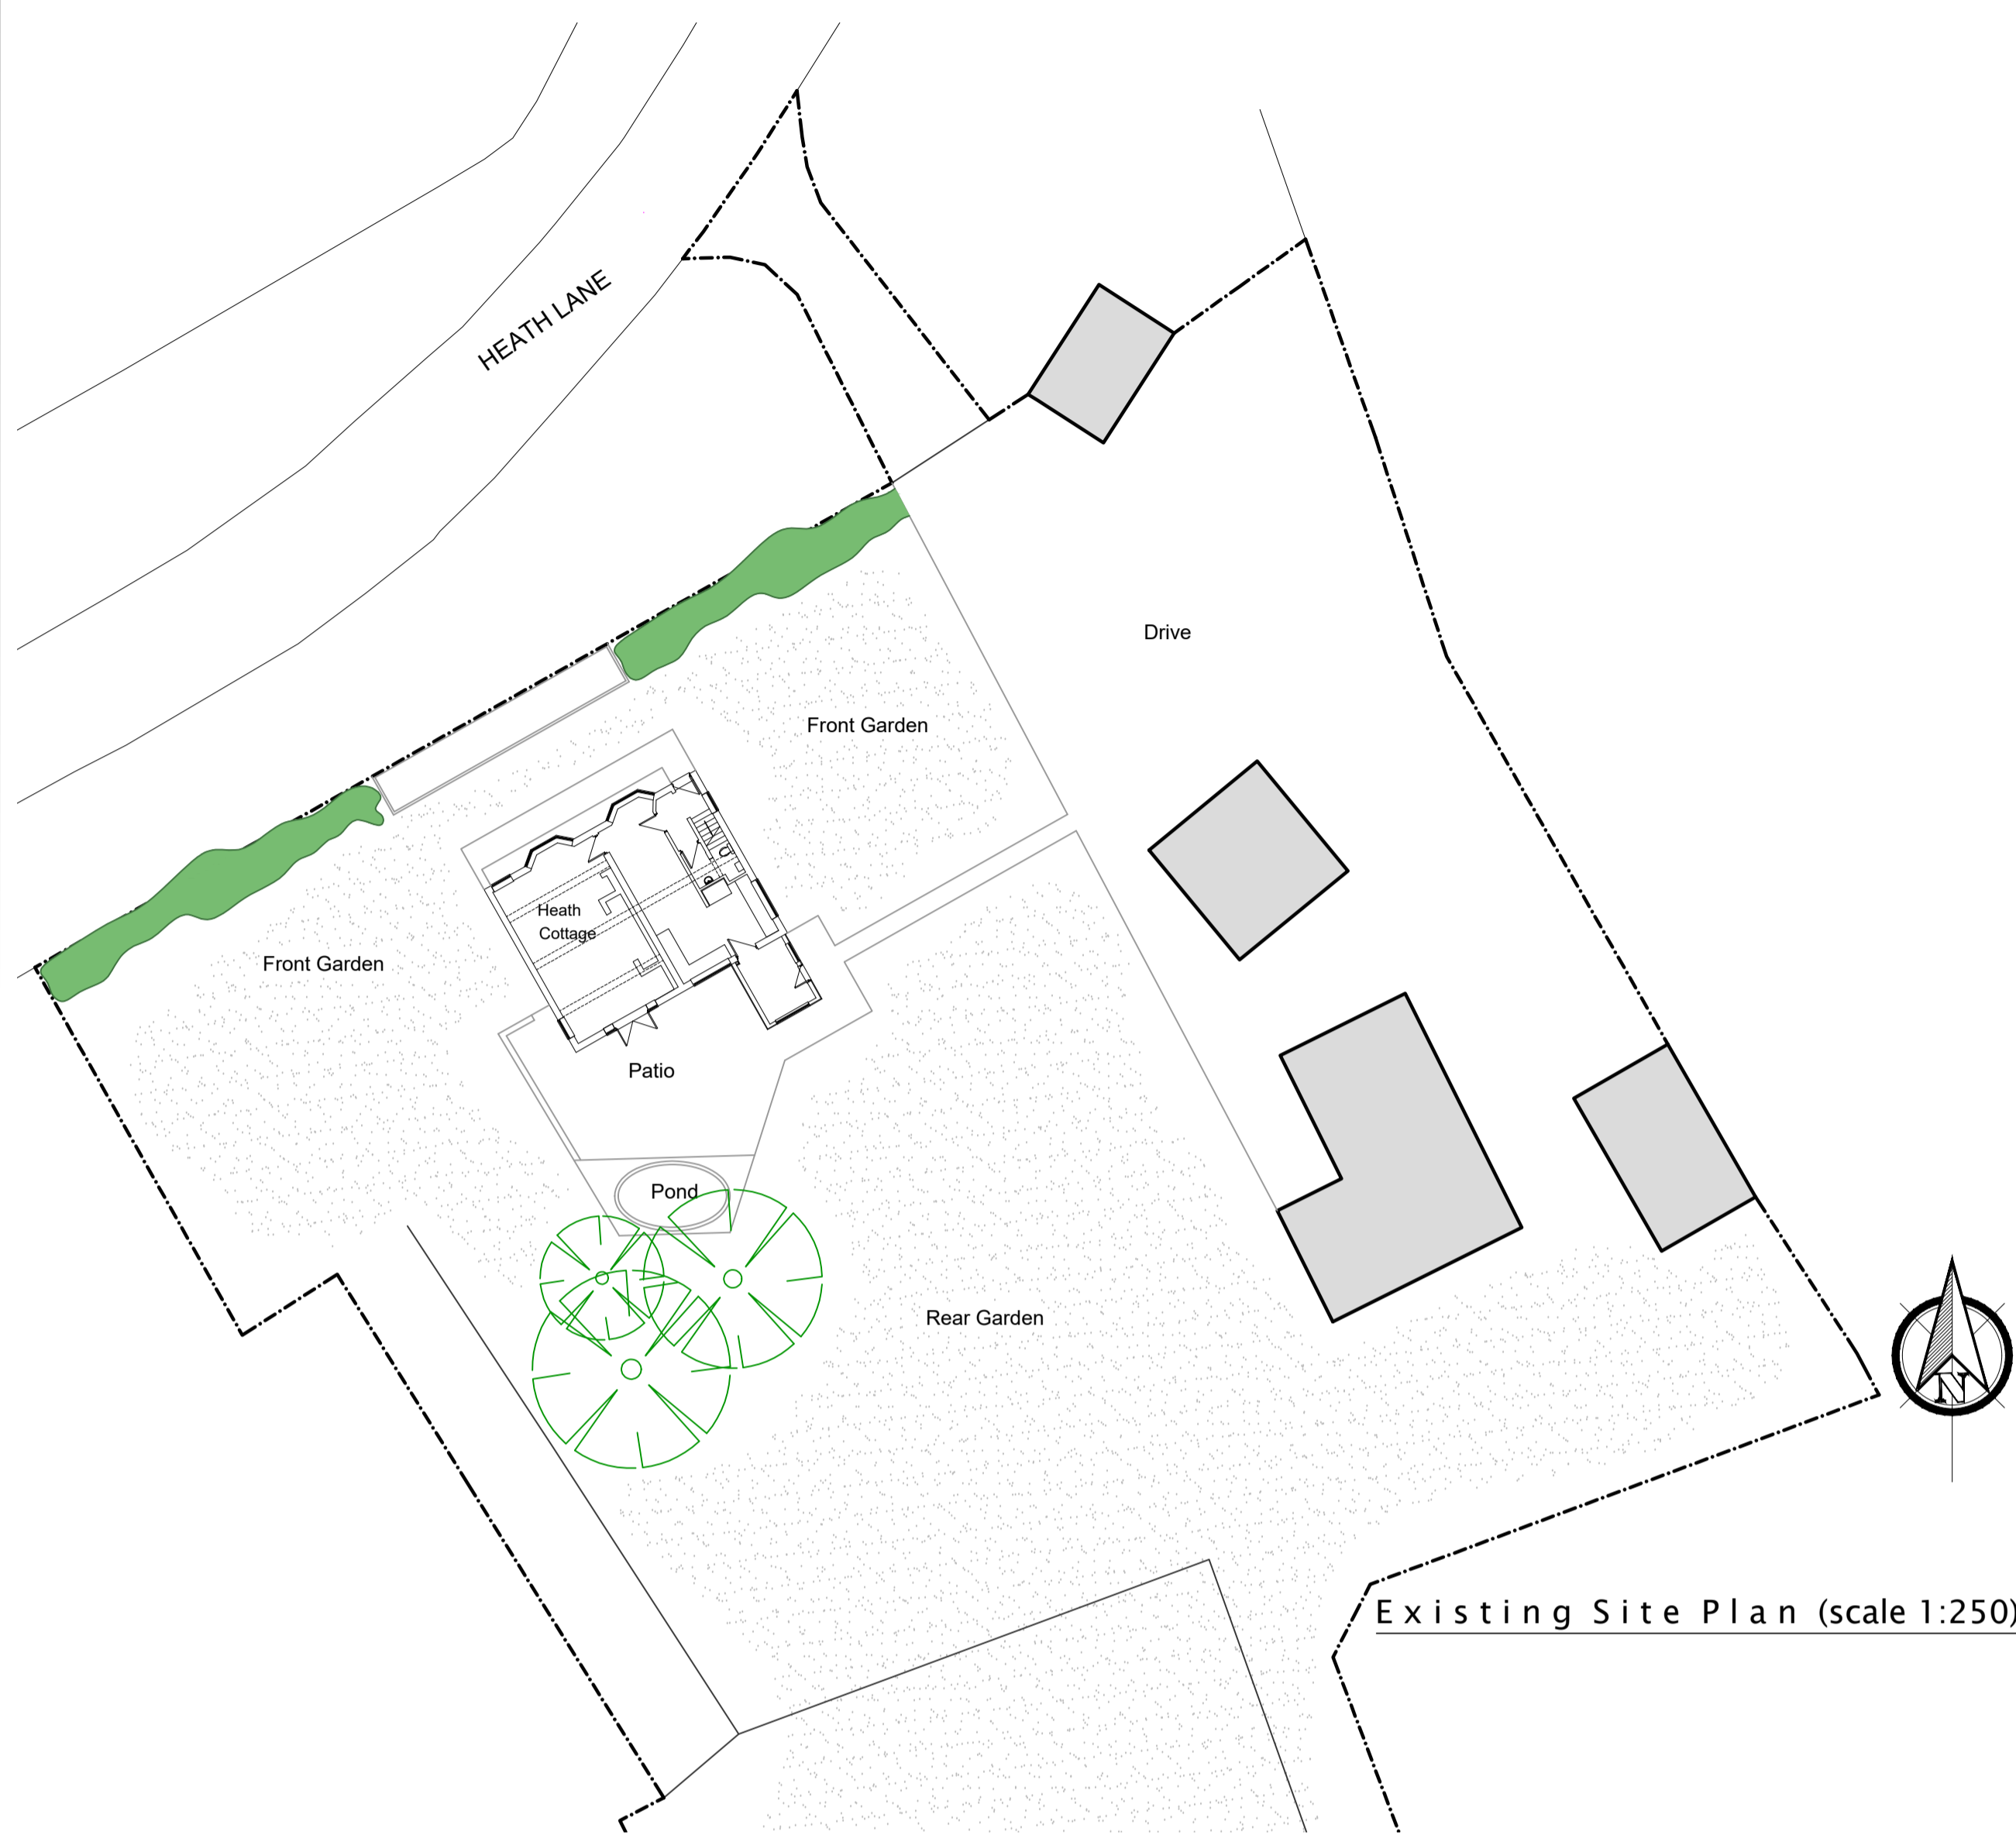 HEATH LANE
Drive
Front Garden
Heath
Cottage
Front Garden
Patio
Pond
Rear Garden
N
Existing Site Plan (scale 1:250)